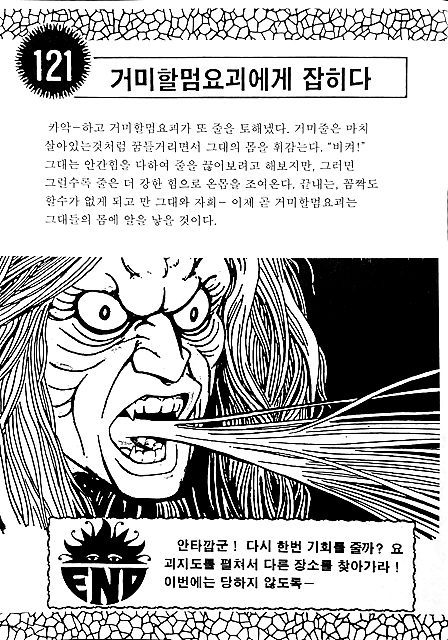 121
거미할멈요괴에게 잡히다
카악-하고 거미할멈요괴가 또 줄을 토해냈다. 거미줄은 마치
살아있는것처럼 꿈틀거리면서 그대의 몸을 휘감는다. "비켜!"
그대는 안간힘을 다하여 줄을 끊어보려고 해보지만, 그러면
그럴수록 줄은 더 강한 힘으로 온몸을 조여온다. 끝내는, 꼼짝도
할수가 없게 되고 만 그대와 자희- 이제 곧 거미할멈요괴는
그대들의 몸에 알을 낳을 것이다.
END
안타깝군! 다시 한번 기회를 줄까? 요
괴지도를 펼쳐서 다른 장소를 찾아가라!
이번에는 당하지 않도록-